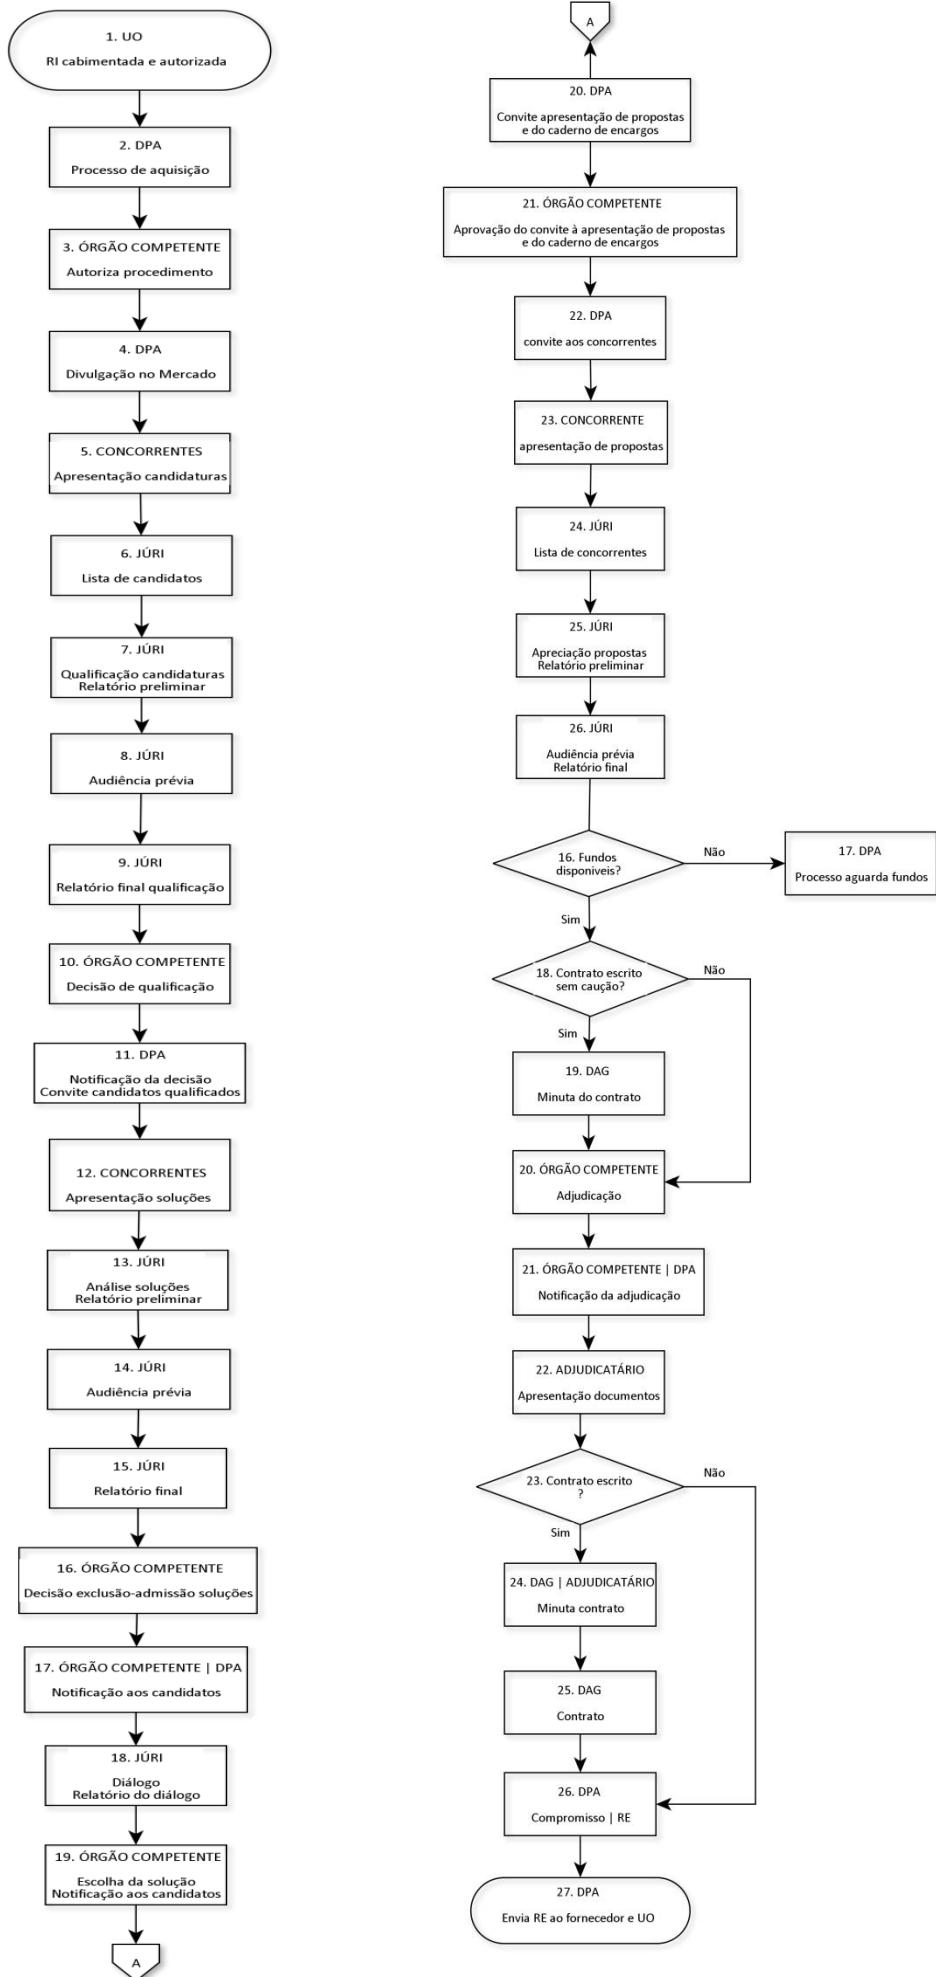 1. UO
RI cabimentada e autorizada
2. DPA
Processo de aquisição
3. ÓRGÃO COMPETENTE
Autoriza procedimento
4. DPA
Divulgação no Mercado
5. CONCORRENTES
Apresentação candidaturas
6. JÚRI
Lista de candidatos
7. JÚRI
Qualificação candidaturas
Relatório preliminar
8. JÚRI
Audiência prévia
9. JÚRI
Relatório final qualificação
10. ÓRGÃO COMPETENTE
Decisão de qualificação
11. DPA
Notificação da decisão
Convite candidatos qualificados
12. CONCORRENTES
Apresentação soluções
13. JÚRI
Análise soluções
Relatório preliminar
14. JÚRI
Audiência prévia
15. JÚRI
Relatório final
16. ÓRGÃO COMPETENTE
Decisão exclusão-admissão soluções
17. ÓRGÃO COMPETENTE | DPA
Notificação aos candidatos
18. JÚRI
Diálogo
Relatório do diálogo
19. ÓRGÃO COMPETENTE
Escolha da solução
Notificação aos candidatos
A
A
20. DPA
Convite apresentação de propostas
e do caderno de encargos
21. ÓRGÃO COMPETENTE
Aprovação do convite à apresentação de propostas
e do caderno de encargos
22. DPA
convite aos concorrentes
23. CONCORRENTE
apresentação de propostas
24. JÚRI
Lista de concorrentes
25. JÚRI
Apreciação propostas
Relatório preliminar
26. JÚRI
Audiência prévia
Relatório final
16. Fundos
disponiveis?
Não
17. DPA
Processo aguarda fundos
Sim
18. Contrato escrito
sem caução?
Não
Sim
19. DAG
Minuta do contrato
20. ÓRGÃO COMPETENTE
Adjudicação
21. ÓRGÃO COMPETENTE | DPA
Notificação da adjudicação
22. ADJUDICATÁRIO
Apresentação documentos
23. Contrato escrito
?
Não
Sim
24. DAG | ADJUDICATÁRIO
Minuta contrato
25. DAG
Contrato
26. DPA
Compromisso | RE
27. DPA
Envia RE ao fornecedor e UO